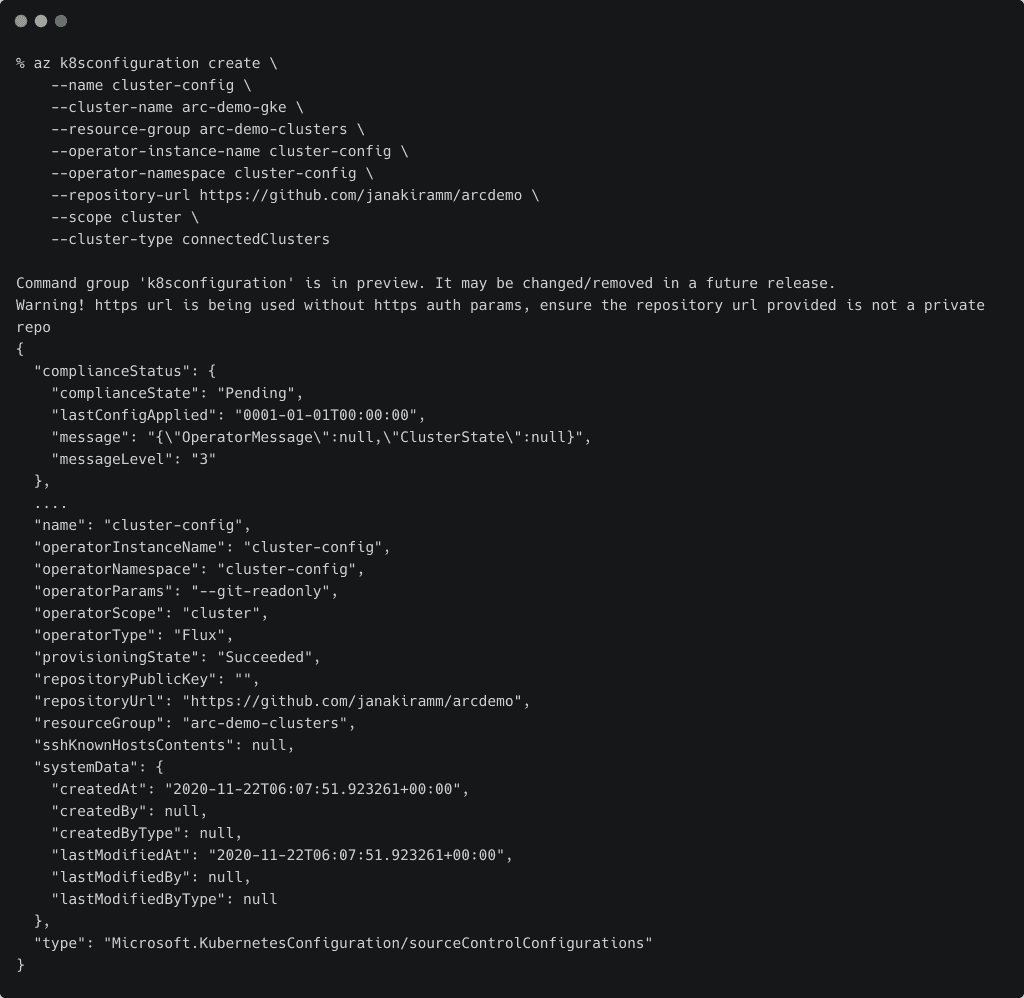 % az k8sconfiguration create \
    --name cluster-config \
    --cluster-name arc-demo-gke \
    --resource-group arc-demo-clusters \
    --operator-instance-name cluster-config \
    --operator-namespace cluster-config \
    --repository-url https://github.com/janakiramm/arcdemo \
    --scope cluster \
    --cluster-type connectedClusters

Command group 'k8sconfiguration' is in preview. It may be changed/removed in a future release.
Warning! https url is being used without https auth params, ensure the repository url provided is not a private
repo
{
  "complianceStatus": {
    "complianceState": "Pending",
    "lastConfigApplied": "0001-01-01T00:00:00",
    "message": "{\"OperatorMessage\":null,\"ClusterState\":null}",
    "messageLevel": "3"
  },
  ....
  "name": "cluster-config",
  "operatorInstanceName": "cluster-config",
  "operatorNamespace": "cluster-config",
  "operatorParams": "--git-readonly",
  "operatorScope": "cluster",
  "operatorType": "Flux",
  "provisioningState": "Succeeded",
  "repositoryPublicKey": "",
  "repositoryUrl": "https://github.com/janakiramm/arcdemo",
  "resourceGroup": "arc-demo-clusters",
  "sshKnownHostsContents": null,
  "systemData": {
    "createdAt": "2020-11-22T06:07:51.923261+00:00",
    "createdBy": null,
    "createdByType": null,
    "lastModifiedAt": "2020-11-22T06:07:51.923261+00:00",
    "lastModifiedBy": null,
    "lastModifiedByType": null
  },
  "type": "Microsoft.KubernetesConfiguration/sourceControlConfigurations"
}